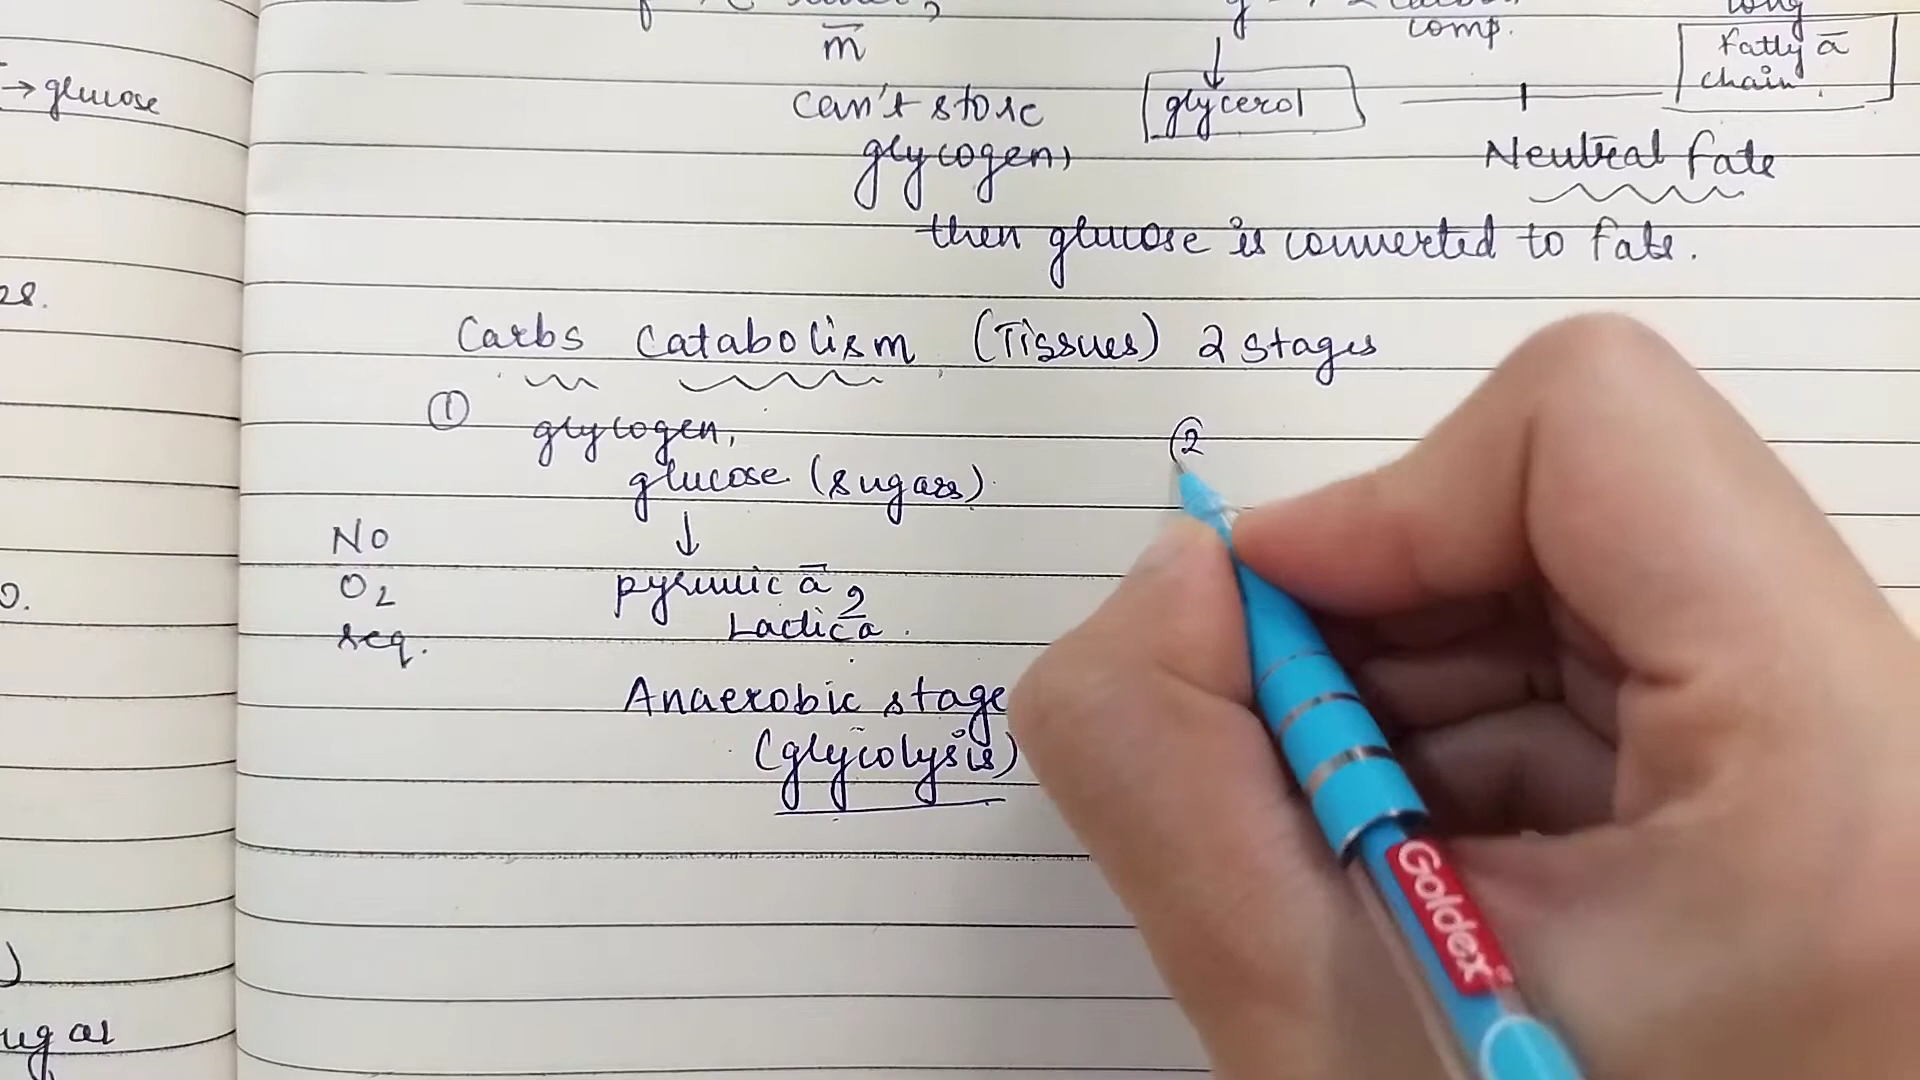 → glucose
m̅
comp.
long
Fatty a̅
chain.
can't store
glycerol
glycogen,
Neutral fats
then glucose is converted to fats.
Carbs Catabolism (Tissues) 2 stages
① glycogen,
②
glucose (sugars)
No
↓
O2
pyruvic a̅,
req.
Lactic a̅.
Anaerobic stage
(glycolysis)
Goldex